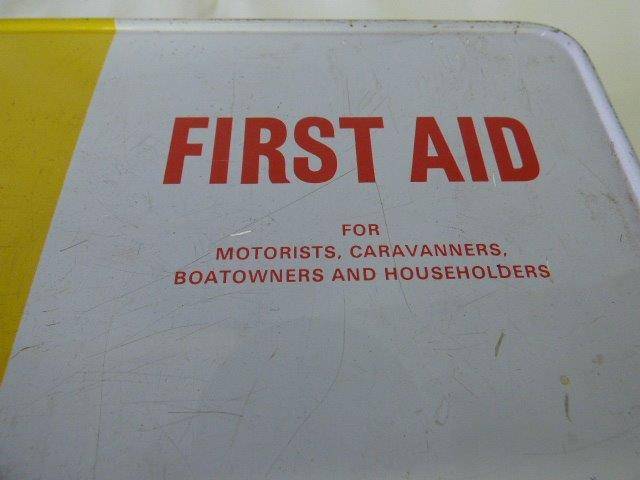 FIRST AID
FOR
MOTORISTS, CARAVANNERS,
BOATOWNERS AND HOUSEHOLDERS